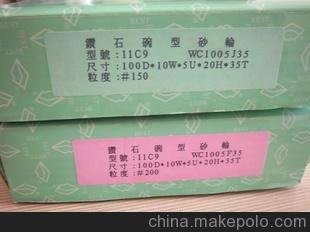 BEST
鑽石碗型砂輪
型號:11C9 WC1005J35
尺寸:100D*10W*5U*20H*35T
粒度:#150
鑽石碗型砂輪
型號:11C9 WC1005F35
尺寸:100D*10W*5U*20H*35T
粒度:#200
china.makepolo.com